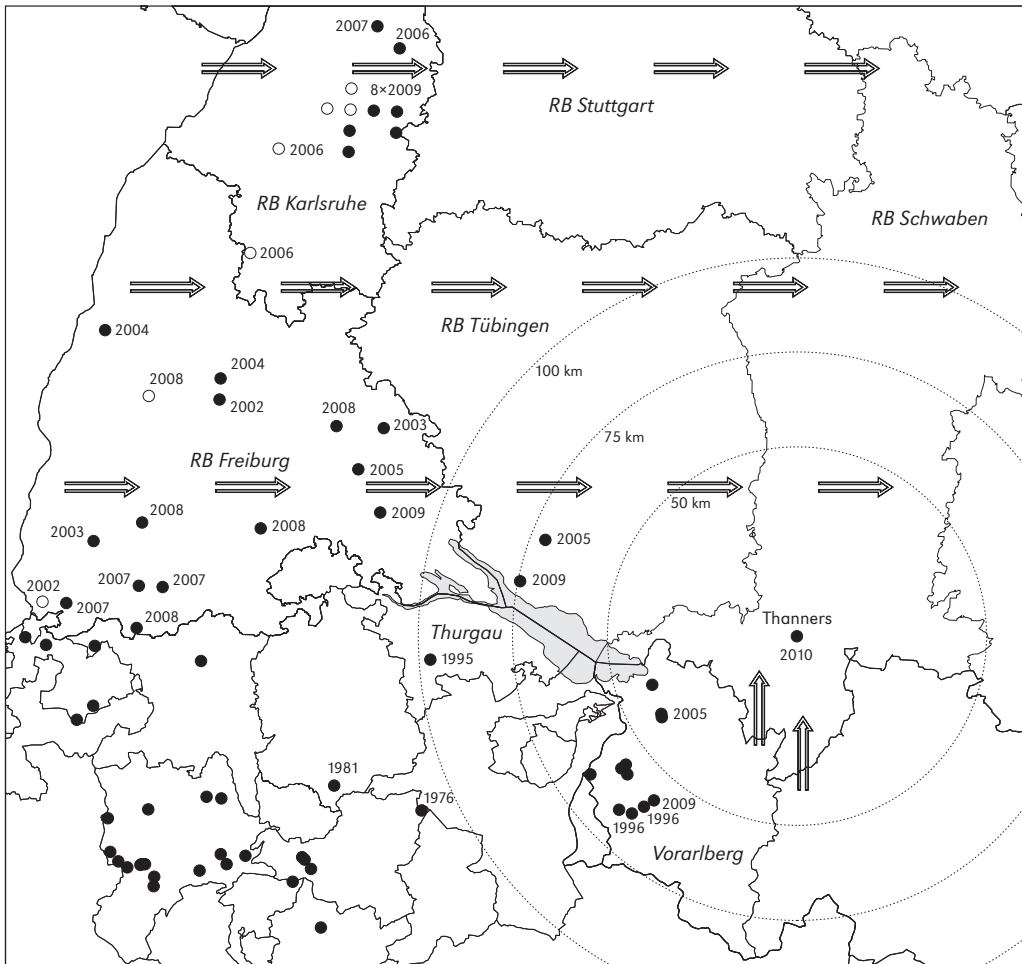 2007
2006
8×2009
RB Stuttgart
2006
RB Karlsruhe
RB Schwaben
2006
RB Tübingen
2004
2004
100 km
2008
2002
2008
2003
75 km
RB Freiburg
2005
50 km
2009
2008
2008
2003
2005
2009
2007
2007
2002
2007
2008
Thurgau
Thanners
2010
1995
2005
1981
1976
2009
1996
1996
Vorarlberg